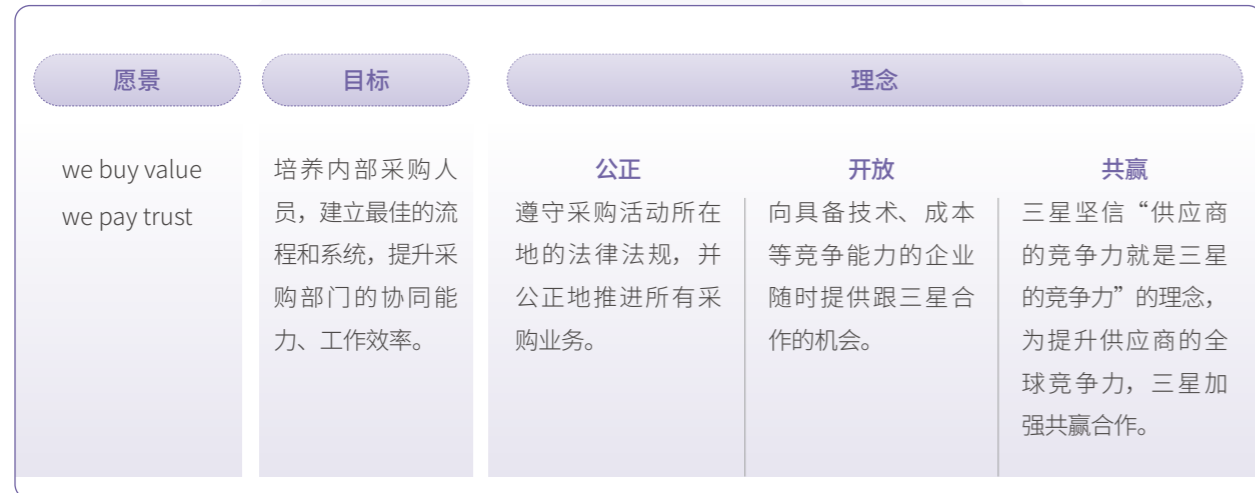 愿景
we buy value
we pay trust
目标
培养内部采购人
员，建立最佳的流
程和系统，提升采
购部门的协同能
力、工作效率。
理念
公正
遵守采购活动所在
地的法律法规，并
公正地推进所有采
购业务。
开放
向具备技术、成本
等竞争能力的企业
随时提供跟三星合
作的机会。
共赢
三星坚信“供应商
的竞争力就是三星
的竞争力”的理念，
为提升供应商的全
球竞争力，三星加
强共赢合作。